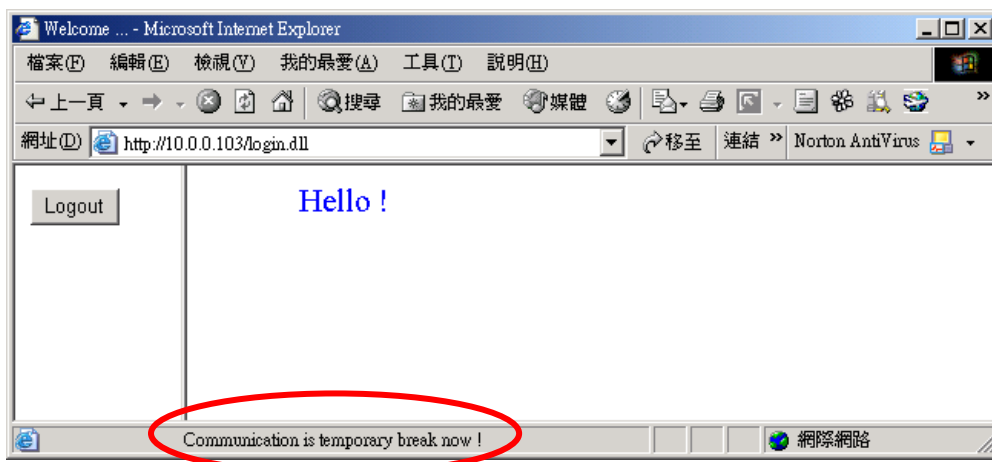 Welcome ... - Microsoft Internet Explorer
檔案(F) 編輯(E) 檢視(V) 我的最愛(A) 工具(T) 說明(H)
上一頁 搜尋 我的最愛 媒體 »
網址(D) http://10.0.0.103/login.dll 移至 連結 » Norton AntiVirus
Logout
Hello !
Communication is temporary break now !
網際網路